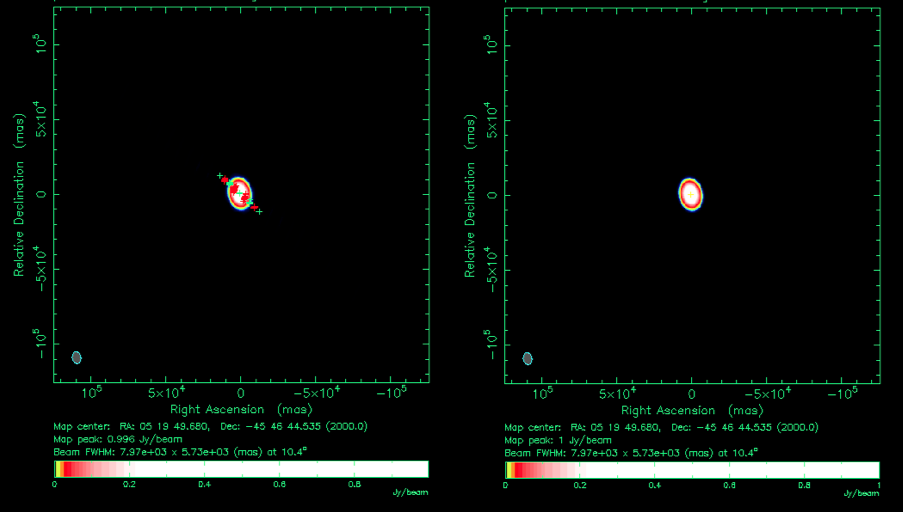 10^5
5×10^4
0
−5×10^4
−10^5
Relative Declination (mas)
10^5 5×10^4 0 −5×10^4 −10^5
Right Ascension (mas)
Map center: RA: 05 19 49.680, Dec: −45 46 44.535 (2000.0)
Map peak: 0.996 Jy/beam
Beam FWHM: 7.97e+03 x 5.73e+03 (mas) at 10.4°
0 0.2 0.4 0.6 0.8
Jy/beam
10^5
5×10^4
0
−5×10^4
−10^5
Relative Declination (mas)
10^5 5×10^4 0 −5×10^4 −10^5
Right Ascension (mas)
Map center: RA: 05 19 49.680, Dec: −45 46 44.535 (2000.0)
Map peak: 1 Jy/beam
Beam FWHM: 7.97e+03 x 5.73e+03 (mas) at 10.4°
0 0.2 0.4 0.6 0.8 1
Jy/beam